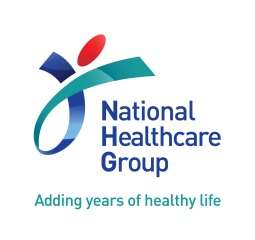 National
Healthcare
Group
Adding years of healthy life